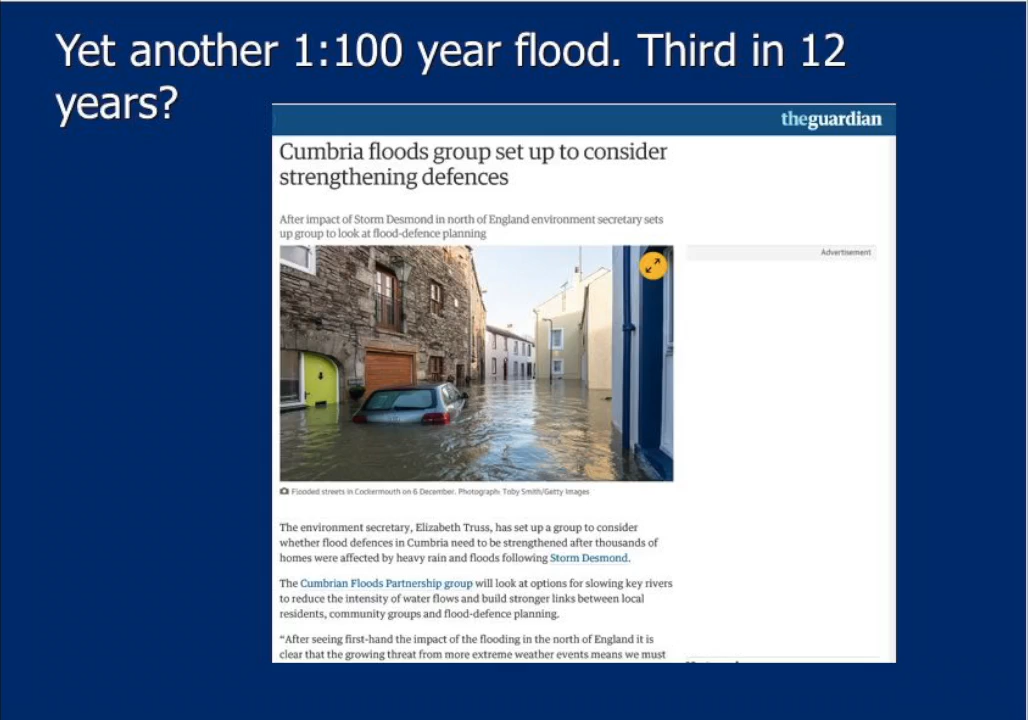 Yet another 1:100 year flood. Third in 12
years?
theguardian
Cumbria floods group set up to consider
strengthening defences
After impact of Storm Desmond in north of England environment secretary sets
up group to look at flood-defence planning
Advertisement
Flooded streets in Cockermouth on 6 December. Photograph: Toby Smith/Getty Images
The environment secretary, Elizabeth Truss, has set up a group to consider
whether flood defences in Cumbria need to be strengthened after thousands of
homes were affected by heavy rain and floods following Storm Desmond.
The Cumbrian Floods Partnership group will look at options for slowing key rivers
to reduce the intensity of water flows and build stronger links between local
residents, community groups and flood-defence planning.
“After seeing first-hand the impact of the flooding in the north of England it is
clear that the growing threat from more extreme weather events means we must